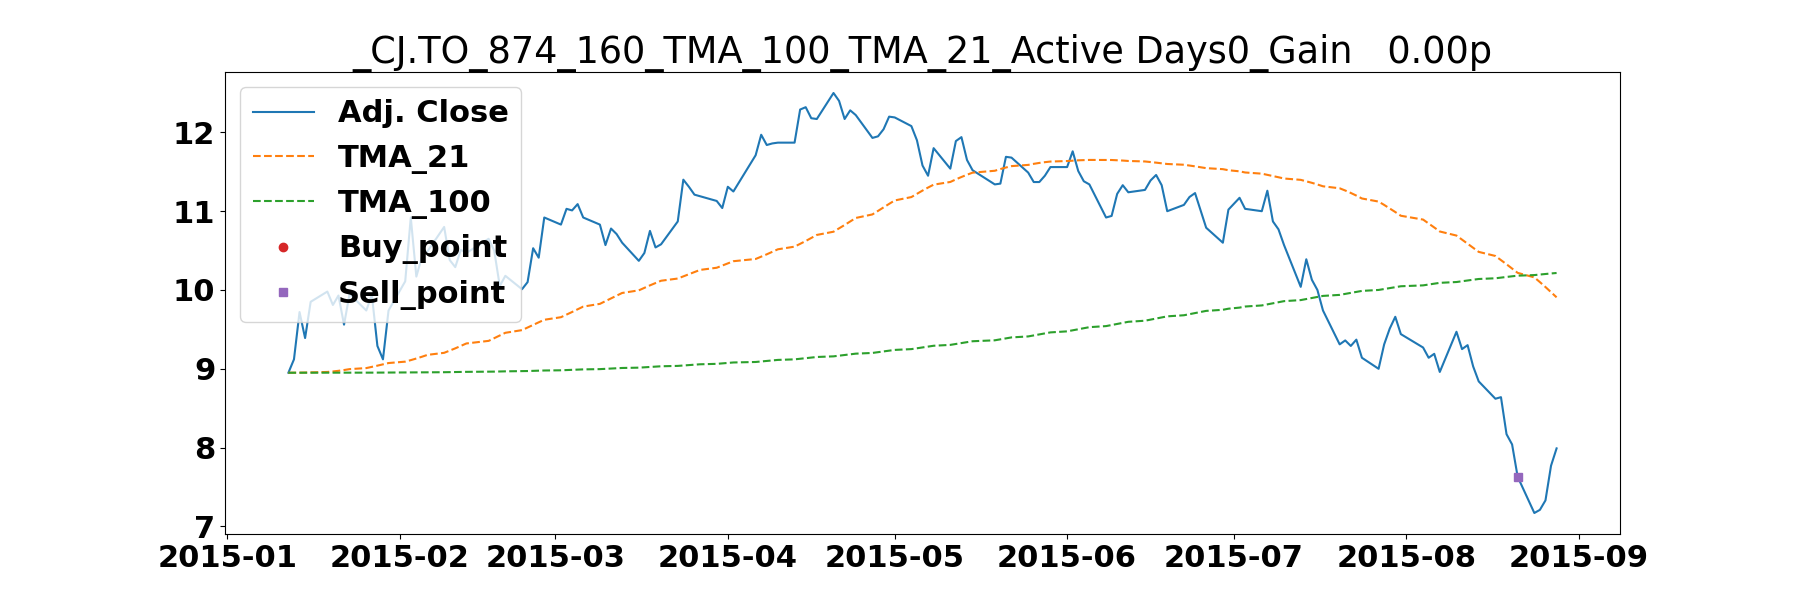 _CJ.TO_874_160_TMA_100_TMA_21_Active Days0_Gain   0.00p
Adj. Close
TMA_21
TMA_100
Buy_point
Sell_point
12
11
10
9
8
7
2015-01 2015-02 2015-03 2015-04 2015-05 2015-06 2015-07 2015-08 2015-09